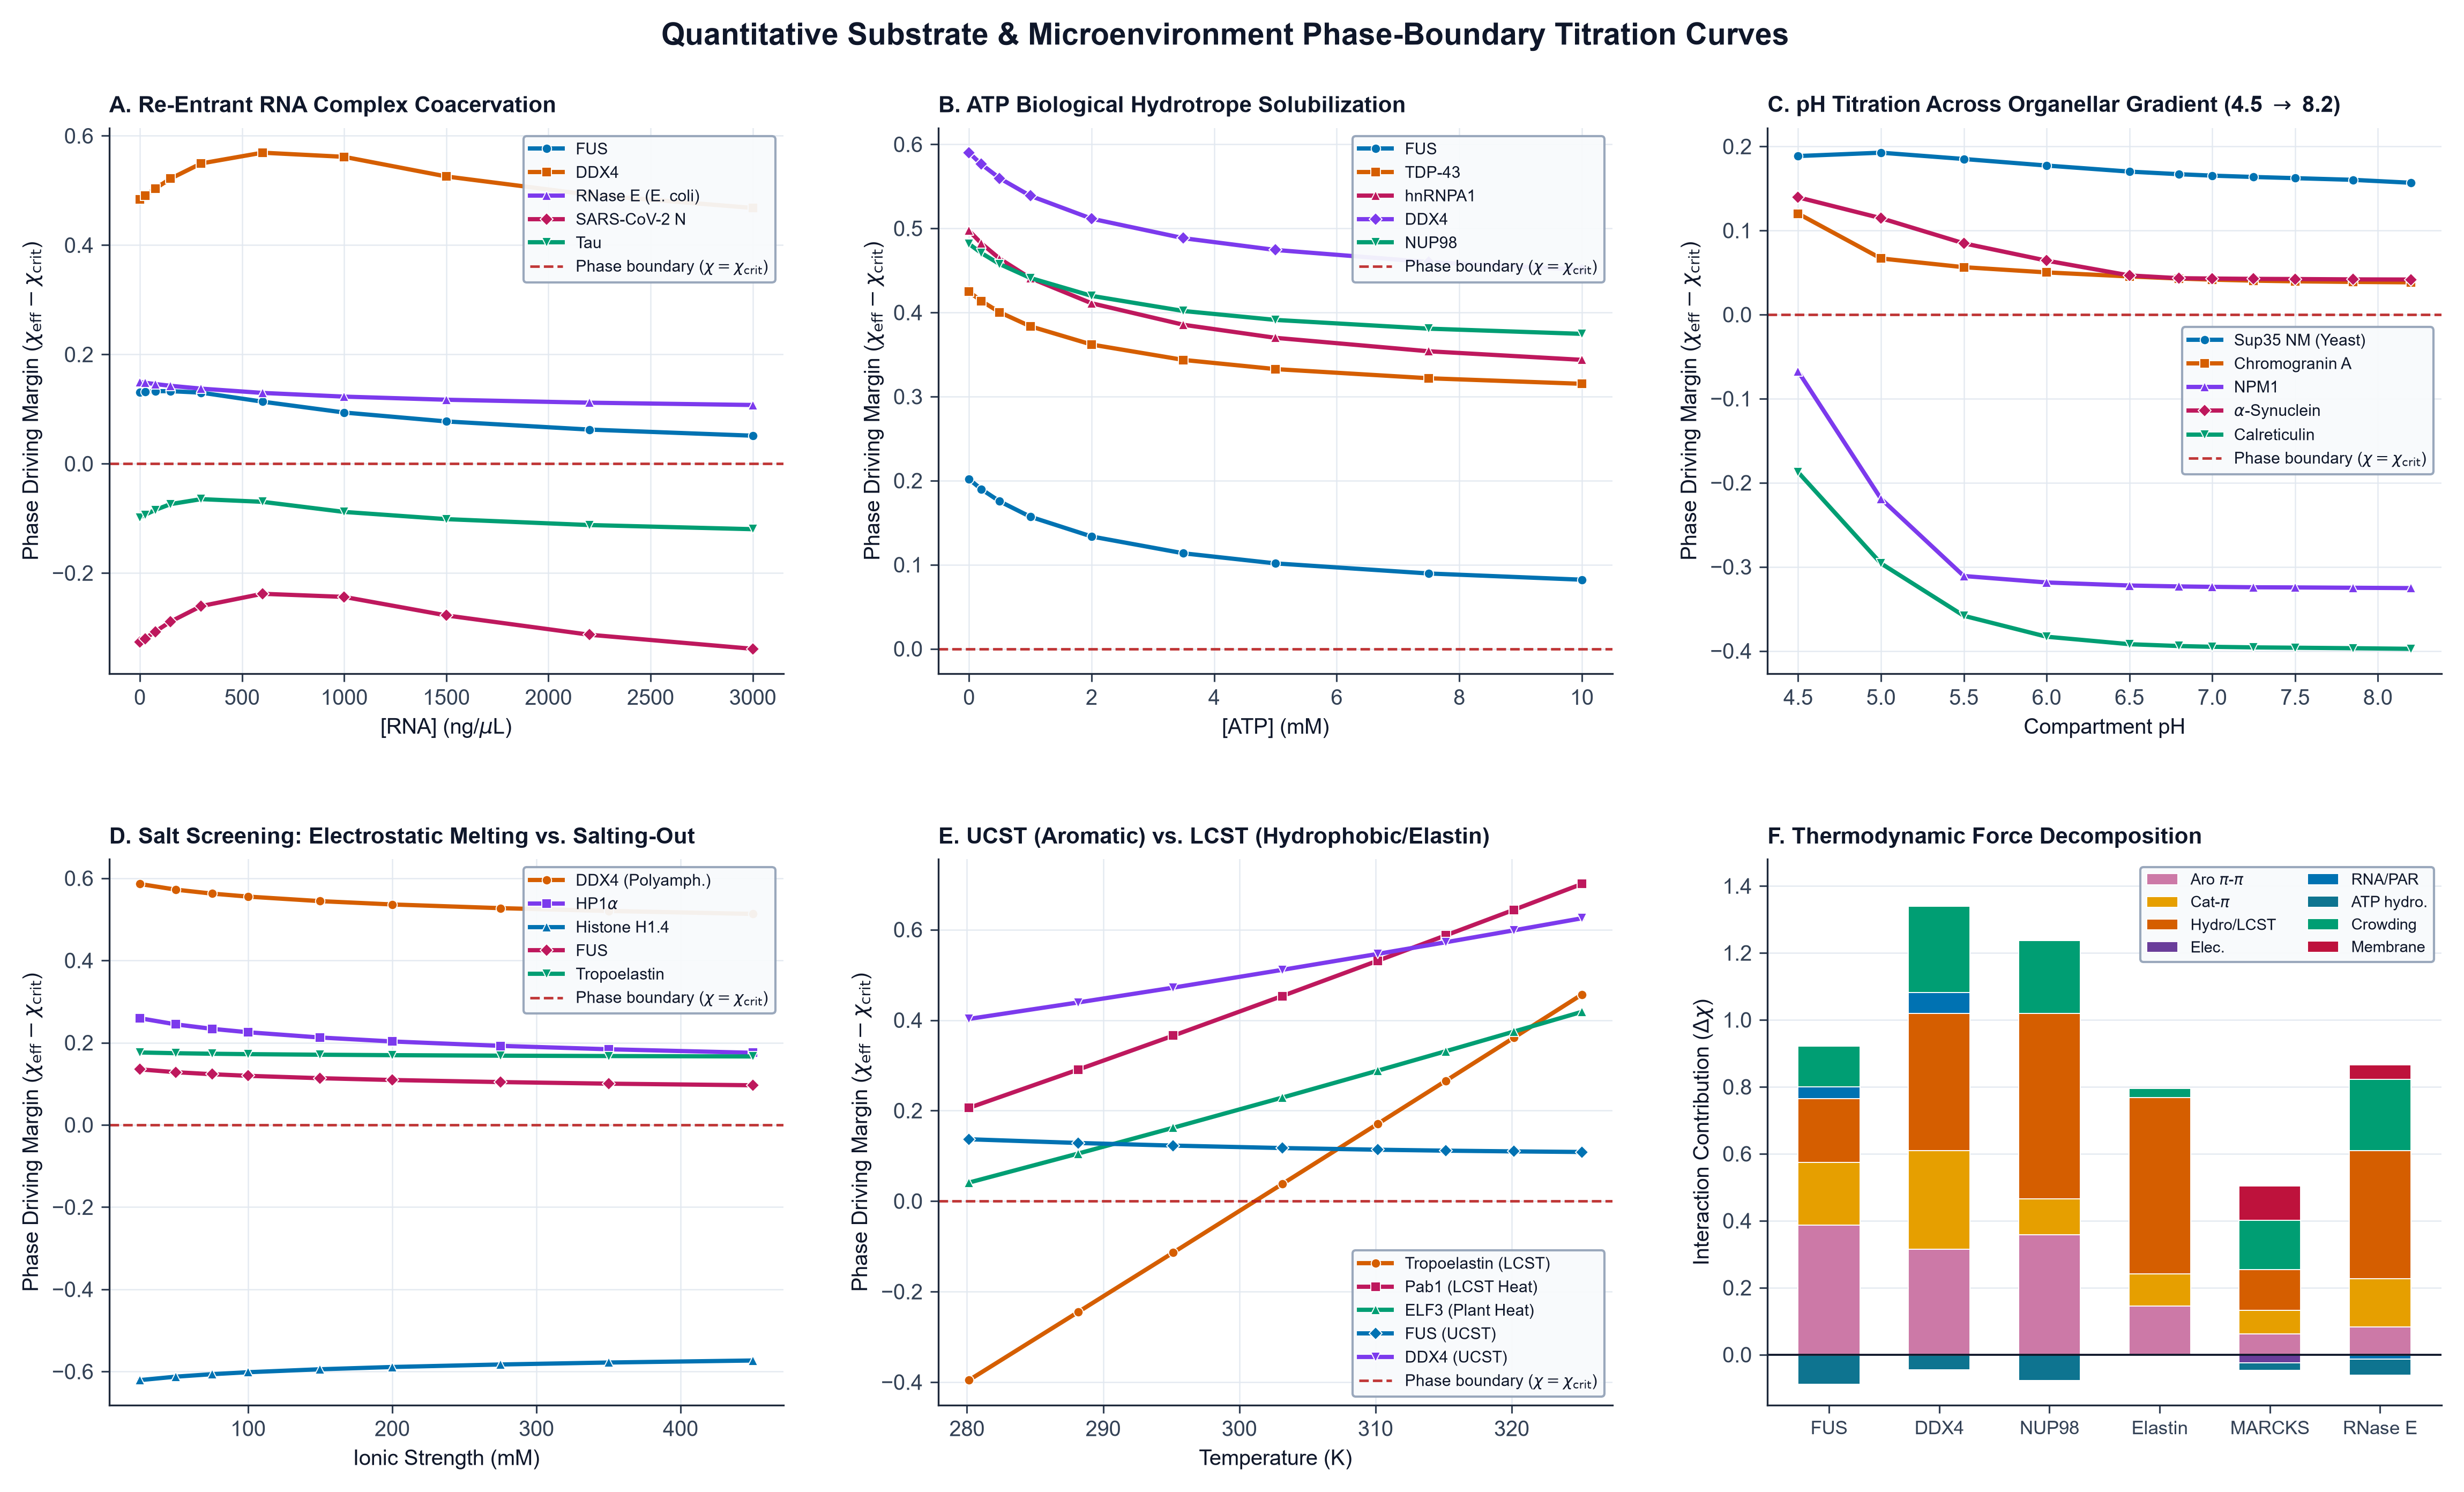 Quantitative Substrate & Microenvironment Phase-Boundary Titration Curves
A. Re-Entrant RNA Complex Coacervation
Phase Driving Margin (χeff − χcrit)
0.6
0.4
0.2
0.0
−0.2
FUS
DDX4
RNase E (E. coli)
SARS-CoV-2 N
Tau
Phase boundary (χ = χcrit)
0 500 1000 1500 2000 2500 3000
[RNA] (ng/μL)
B. ATP Biological Hydrotrope Solubilization
Phase Driving Margin (χeff − χcrit)
0.6
0.5
0.4
0.3
0.2
0.1
0.0
FUS
TDP-43
hnRNPA1
DDX4
NUP98
Phase boundary (χ = χcrit)
0 2 4 6 8 10
[ATP] (mM)
C. pH Titration Across Organellar Gradient (4.5 → 8.2)
Phase Driving Margin (χeff − χcrit)
0.2
0.1
0.0
−0.1
−0.2
−0.3
−0.4
Sup35 NM (Yeast)
Chromogranin A
NPM1
α-Synuclein
Calreticulin
Phase boundary (χ = χcrit)
4.5 5.0 5.5 6.0 6.5 7.0 7.5 8.0
Compartment pH
D. Salt Screening: Electrostatic Melting vs. Salting-Out
Phase Driving Margin (χeff − χcrit)
0.6
0.4
0.2
0.0
−0.2
−0.4
−0.6
DDX4 (Polyamph.)
HP1α
Histone H1.4
FUS
Tropoelastin
Phase boundary (χ = χcrit)
100 200 300 400
Ionic Strength (mM)
E. UCST (Aromatic) vs. LCST (Hydrophobic/Elastin)
Phase Driving Margin (χeff − χcrit)
0.6
0.4
0.2
0.0
−0.2
−0.4
Tropoelastin (LCST)
Pab1 (LCST Heat)
ELF3 (Plant Heat)
FUS (UCST)
DDX4 (UCST)
Phase boundary (χ = χcrit)
280 290 300 310 320
Temperature (K)
F. Thermodynamic Force Decomposition
Interaction Contribution (Δχ)
1.4
1.2
1.0
0.8
0.6
0.4
0.2
0.0
Aro π-π
Cat-π
Hydro/LCST
Elec.
RNA/PAR
ATP hydro.
Crowding
Membrane
FUS DDX4 NUP98 Elastin MARCKS RNase E